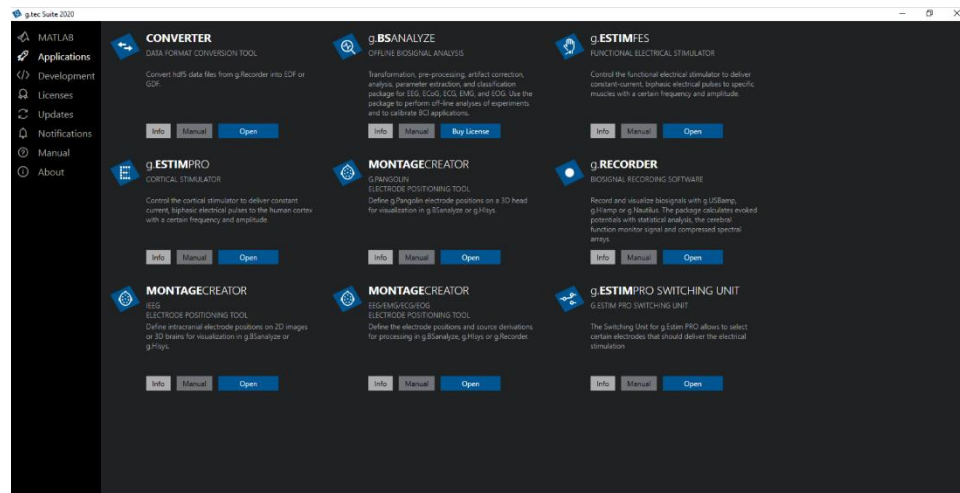 g.tec Suite 2020
MATLAB
Applications
Development
Licenses
Updates
Notifications
Manual
About
CONVERTER
DATA FORMAT CONVERSION TOOL
Convert hdf5 data files from g.Recorder into EDF or
GDF.
Info Manual Open
g.BSANALYZE
OFFLINE BIOSIGNAL ANALYSIS
Transformation, pre-processing, artifact correction,
analysis, parameter extraction, and classification
package for EEG, ECoG, ECG, EMG, and EOG. Use the
package to perform off-line analyses of experiments
and to calibrate BCI applications.
Info Manual Buy License
g.ESTIMFES
FUNCTIONAL ELECTRICAL STIMULATOR
Control the functional electrical stimulator to deliver
constant-current, biphasic electrical pulses to specific
muscles with a certain frequency and amplitude.
Info Manual Open
g.ESTIMPRO
CORTICAL STIMULATOR
Control the cortical stimulator to deliver constant
current, biphasic electrical pulses to the human cortex
with a certain frequency and amplitude.
Info Manual Open
MONTAGECREATOR
G.PANGOLIN
ELECTRODE POSITIONING TOOL
Define g.Pangolin electrode positions on a 3D head
for visualization in g.BSanalyze or g.Hisys.
Info Manual Open
g.RECORDER
BIOSIGNAL RECORDING SOFTWARE
Record and visualize biosignals with g.USBamp,
g.Hiamp or g.Nautilus. The package calculates evoked
potentials with statistical analysis, the cerebral
function monitor signal and compressed spectral
arrays.
Info Manual Open
MONTAGECREATOR
IEEG
ELECTRODE POSITIONING TOOL
Define intracranial electrode positions on 2D images
or 3D brains for visualization in g.BSanalyze or
g.Hisys.
Info Manual Open
MONTAGECREATOR
EEG/EMG/ECG/EOG
ELECTRODE POSITIONING TOOL
Define the electrode positions and source derivations
for processing in g.BSanalyze, g.Hisys or g.Recorder.
Info Manual Open
g.ESTIMPRO SWITCHING UNIT
G.ESTIM PRO SWITCHING UNIT
The Switching Unit for g.Estim PRO allows to select
certain electrodes that should deliver the electrical
stimulation
Info Manual Open